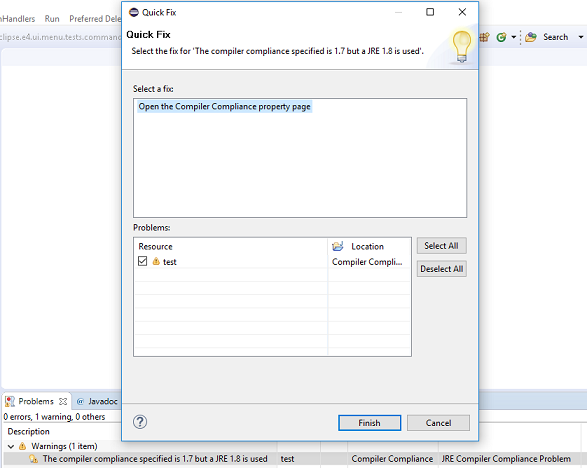 nHandlers Run Preferred Delec
Quick Fix
clipse.e4.ui.menu.tests.command
Search
Quick Fix
Select the fix for 'The compiler compliance specified is 1.7 but a JRE 1.8 is used'.
Select a fix:
Open the Compiler Compliance property page
Problems:
Resource Location
test Compiler Compli...
Select All
Deselect All
Problems Javadoc
0 errors, 1 warning, 0 others
Finish Cancel
Description
Warnings (1 item)
The compiler compliance specified is 1.7 but a JRE 1.8 is used test Compiler Compliance JRE Compiler Compliance Problem